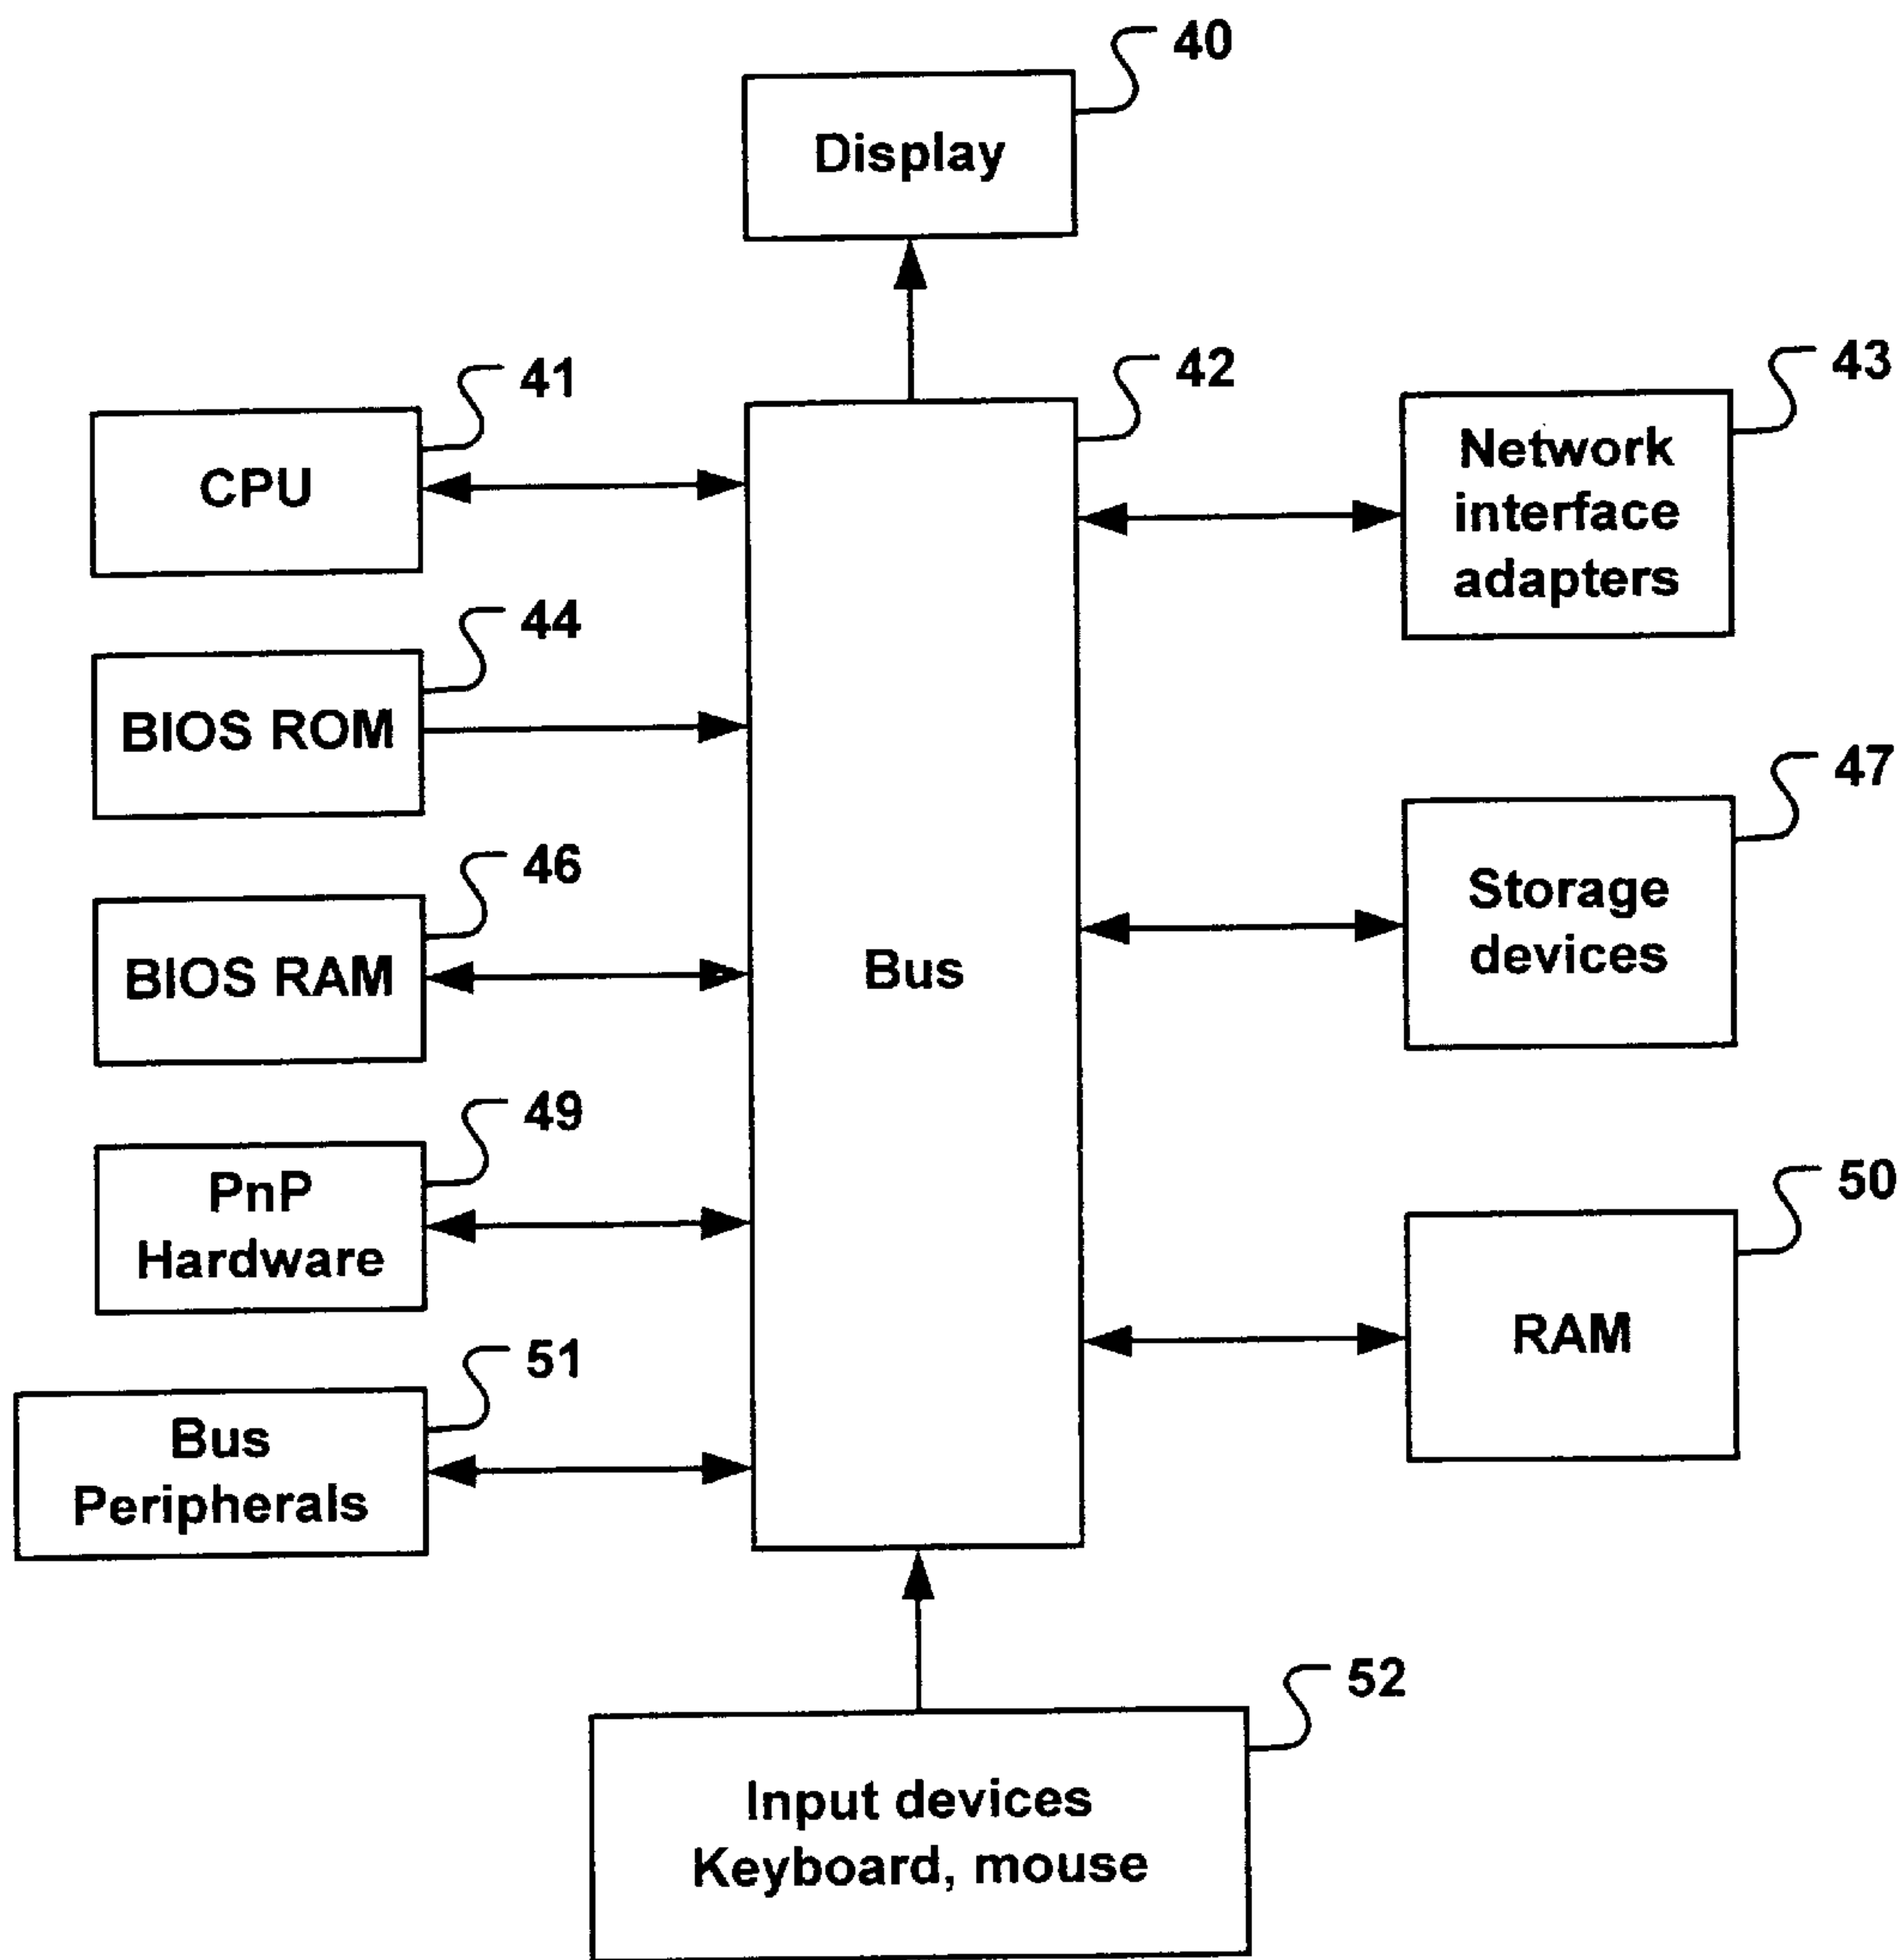 40
Display
41
42
43
CPU
Network
interface
adapters
44
BIOS ROM
46
47
BIOS RAM
Bus
Storage
devices
49
50
PnP
Hardware
RAM
51
Bus
Peripherals
52
Input devices
Keyboard, mouse